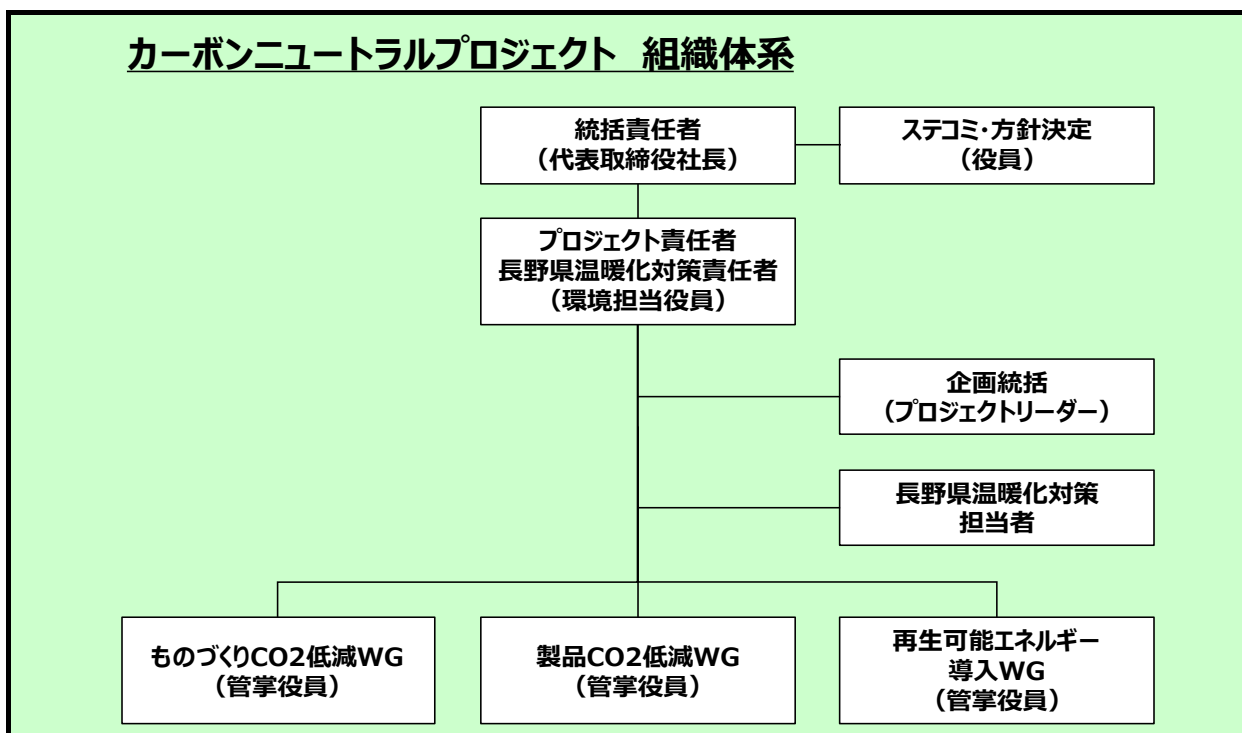 カーボンニュートラルプロジェクト　組織体系
統括責任者
（代表取締役社長）
ステコミ・方針決定
（役員）
プロジェクト責任者
長野県温暖化対策責任者
（環境担当役員）
企画統括
（プロジェクトリーダー）
長野県温暖化対策
担当者
ものづくりCO2低減WG
（管掌役員）
製品CO2低減WG
（管掌役員）
再生可能エネルギー
導入WG
（管掌役員）